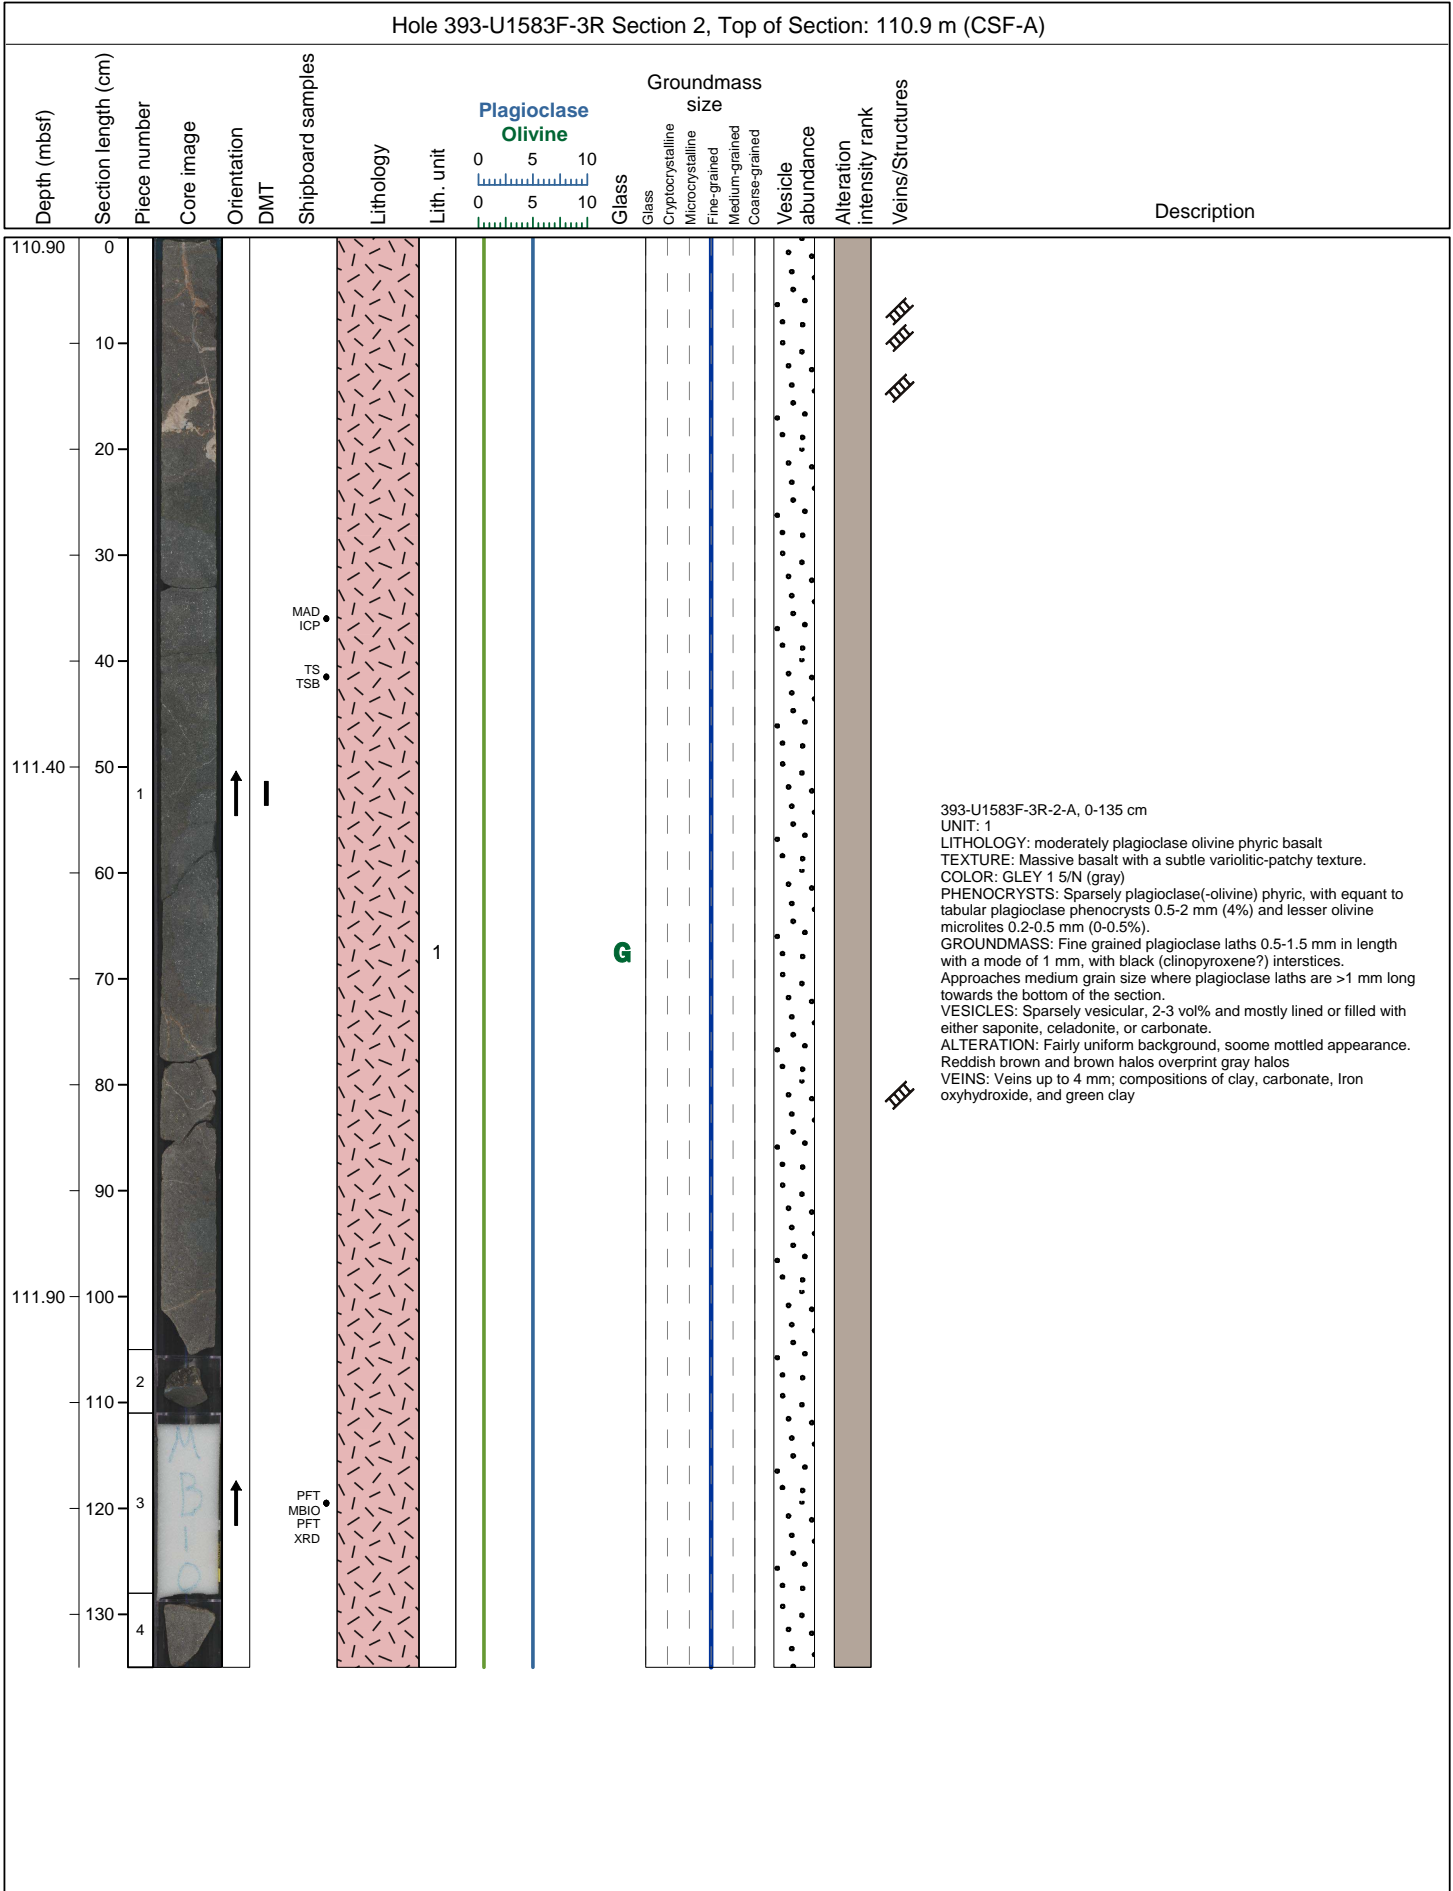 Hole 393-U1583F-3R Section 2, Top of Section: 110.9 m (CSF-A)
Depth (mbsf)
Section length (cm)
Piece number
Core image
Orientation
DMT
Shipboard samples
Lithology
Lith. unit
Plagioclase
Olivine
0 5 10
0 5 10
Glass
Groundmass
size
Glass
Cryptocrystalline
Microcrystalline
Fine-grained
Medium-grained
Coarse-grained
Vesicle
abundance
Alteration
intensity rank
Veins/Structures
Description
110.90
0
10
20
30
MAD
ICP
40
TS
TSB
111.40
50
1
60
1
G
70
80
90
111.90
100
2
110
M
B
I
O
3
PFT
MBIO
PFT
XRD
120
130
4
393-U1583F-3R-2-A, 0-135 cm
UNIT: 1
LITHOLOGY: moderately plagioclase olivine phyric basalt
TEXTURE: Massive basalt with a subtle variolitic-patchy texture.
COLOR: GLEY 1 5/N (gray)
PHENOCRYSTS: Sparsely plagioclase(-olivine) phyric, with equant to
tabular plagioclase phenocrysts 0.5-2 mm (4%) and lesser olivine
microlites 0.2-0.5 mm (0-0.5%).
GROUNDMASS: Fine grained plagioclase laths 0.5-1.5 mm in length
with a mode of 1 mm, with black (clinopyroxene?) interstices.
Approaches medium grain size where plagioclase laths are >1 mm long
towards the bottom of the section.
VESICLES: Sparsely vesicular, 2-3 vol% and mostly lined or filled with
either saponite, celadonite, or carbonate.
ALTERATION: Fairly uniform background, soome mottled appearance.
Reddish brown and brown halos overprint gray halos
VEINS: Veins up to 4 mm; compositions of clay, carbonate, Iron
oxyhydroxide, and green clay